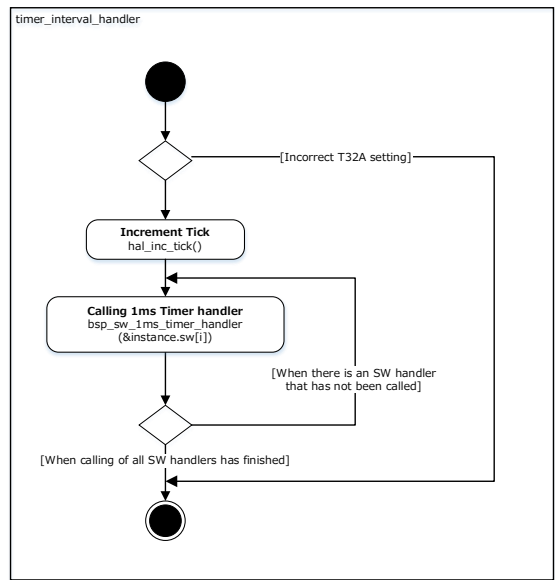 timer_interval_handler
[Incorrect T32A setting]
Increment Tick
hal_inc_tick()
Calling 1ms Timer handler
bsp_sw_1ms_timer_handler
(&instance.sw[i])
[When there is an SW handler
that has not been called]
[When calling of all SW handlers has finished]